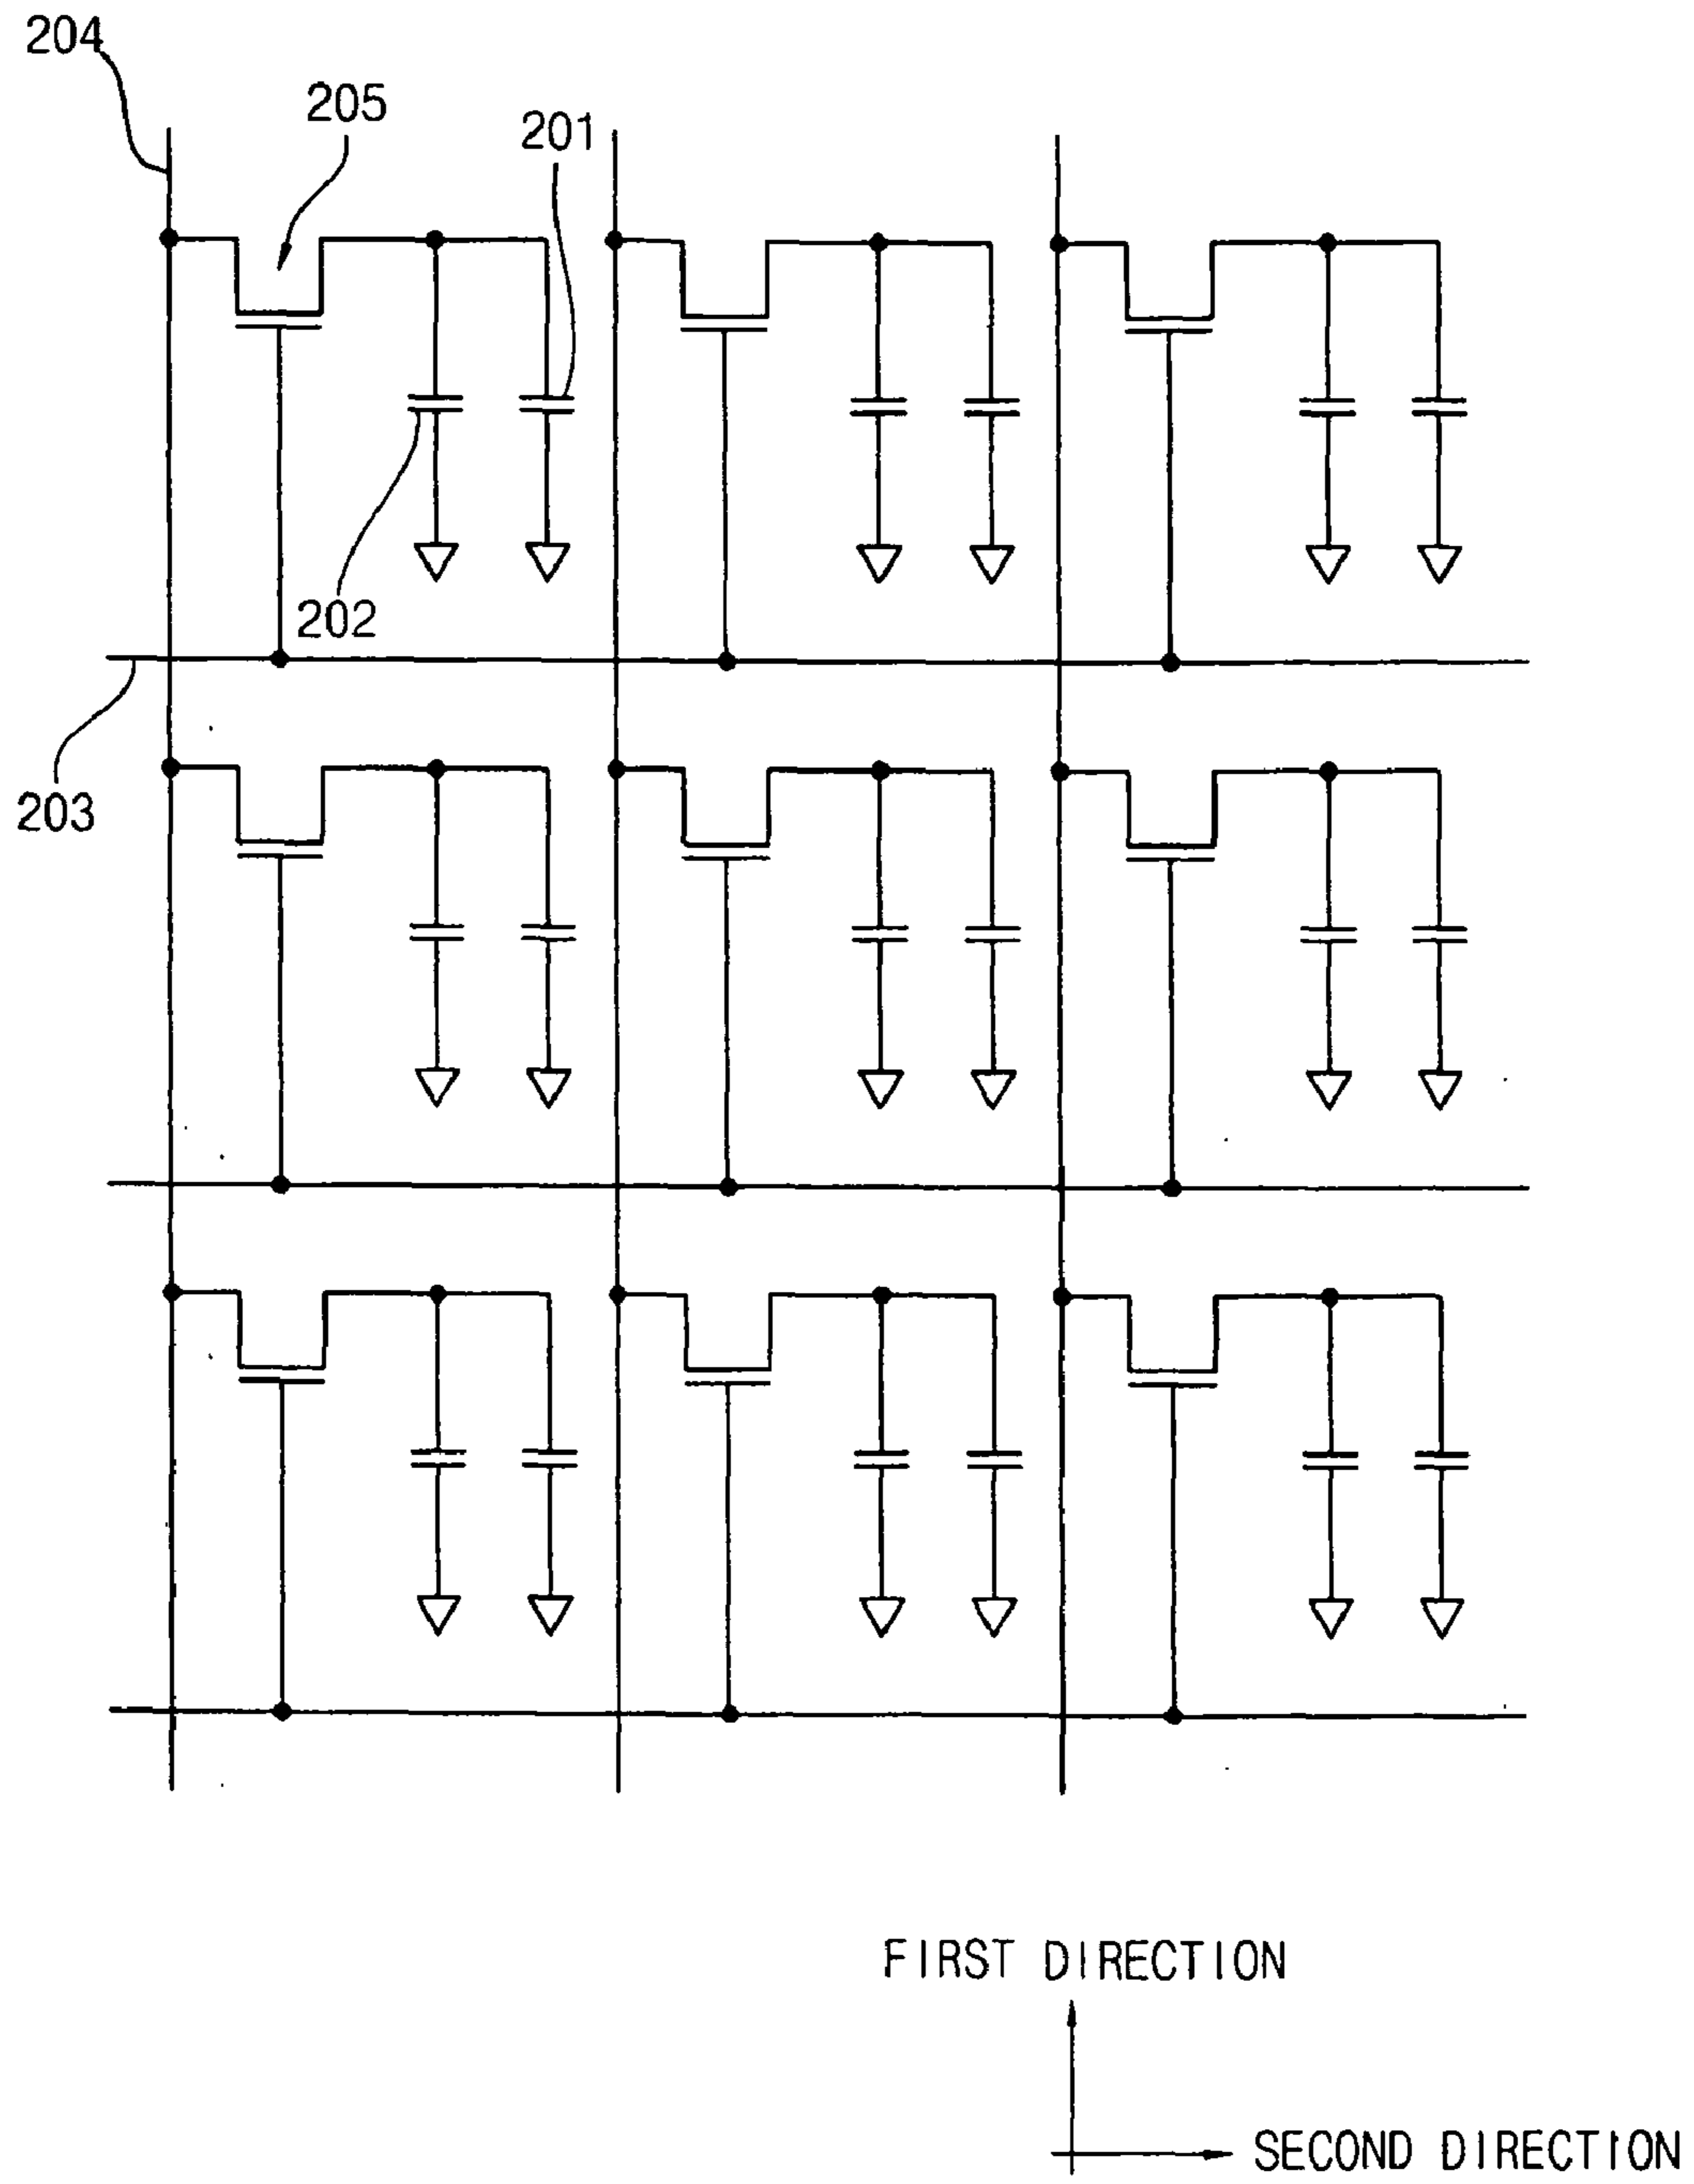 204
205
201
202
203
FIRST DIRECTION
SECOND DIRECTION